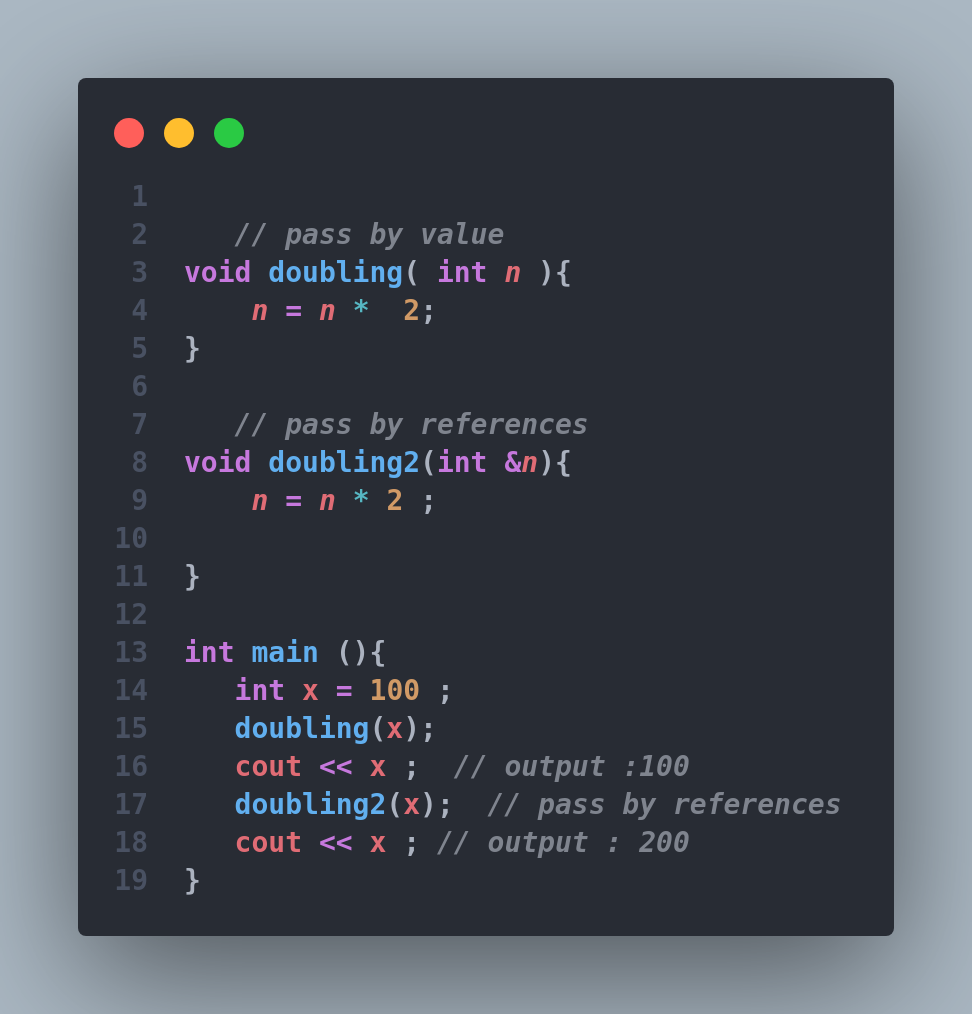 1
2     // pass by value
3  void doubling( int n ){
4      n = n *  2;
5  }
6
7     // pass by references
8  void doubling2(int &n){
9      n = n * 2 ;
10
11 }
12
13 int main (){
14    int x = 100 ;
15    doubling(x);
16    cout << x ;  // output :100
17    doubling2(x);  // pass by references
18    cout << x ; // output : 200
19 }